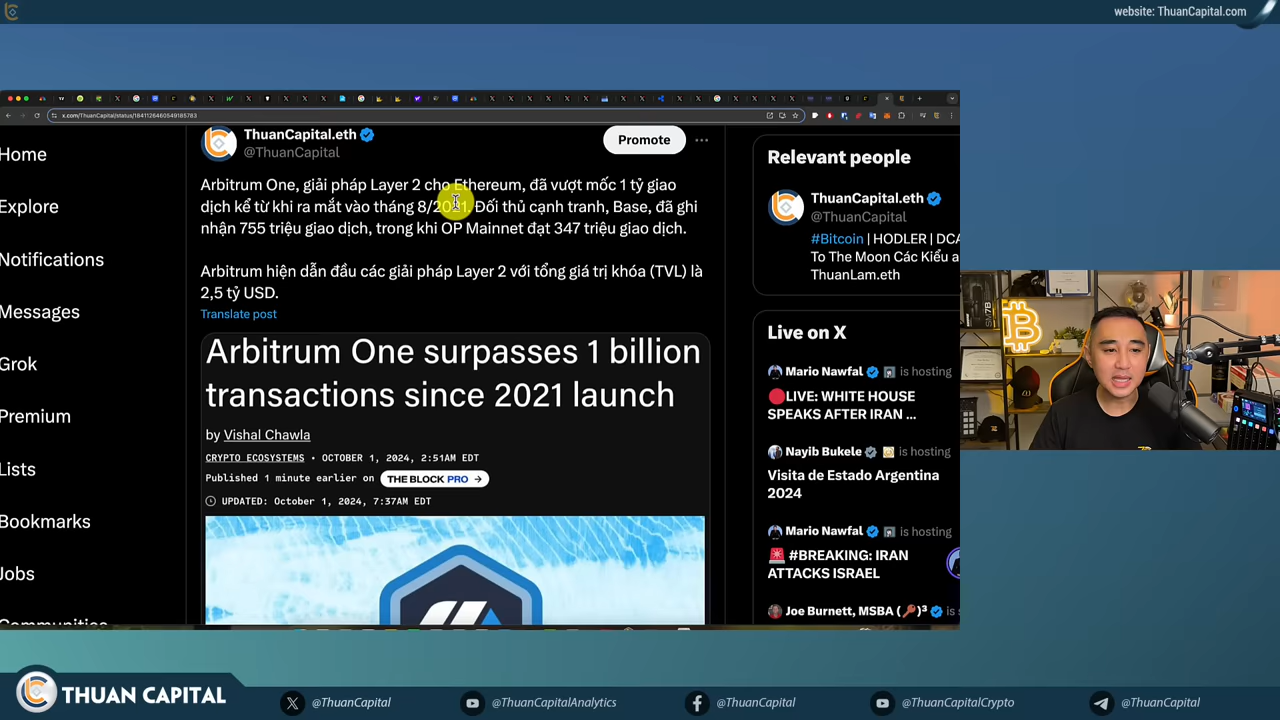 website: ThuanCapital.com
x.com/ThuanCapital/status/1841126460549185783
Home
Explore
Notifications
Messages
Grok
Premium
Lists
Bookmarks
Jobs
Communities
ThuanCapital.eth
@ThuanCapital
Promote
Arbitrum One, giải pháp Layer 2 cho Ethereum, đã vượt mốc 1 tỷ giao
dịch kể từ khi ra mắt vào tháng 8/2021. Đối thủ cạnh tranh, Base, đã ghi
nhận 755 triệu giao dịch, trong khi OP Mainnet đạt 347 triệu giao dịch.
Arbitrum hiện dẫn đầu các giải pháp Layer 2 với tổng giá trị khóa (TVL) là
2,5 tỷ USD.
Translate post
Arbitrum One surpasses 1 billion
transactions since 2021 launch
by Vishal Chawla
CRYPTO ECOSYSTEMS • OCTOBER 1, 2024, 2:51AM EDT
Published 1 minute earlier on THE BLOCK PRO →
UPDATED: October 1, 2024, 7:37AM EDT
Relevant people
ThuanCapital.eth
@ThuanCapital
#Bitcoin | HODLER | DCA
To The Moon Các Kiểu a
ThuanLam.eth
Live on X
Mario Nawfal is hosting
LIVE: WHITE HOUSE
SPEAKS AFTER IRAN ...
Nayib Bukele is hosting
Visita de Estado Argentina
2024
Mario Nawfal is hosting
#BREAKING: IRAN
ATTACKS ISRAEL
Joe Burnett, MSBA ( )³ is
SM7B
THUAN CAPITAL
@ThuanCapital
@ThuanCapitalAnalytics
@ThuanCapital
@ThuanCapitalCrypto
@ThuanCapital